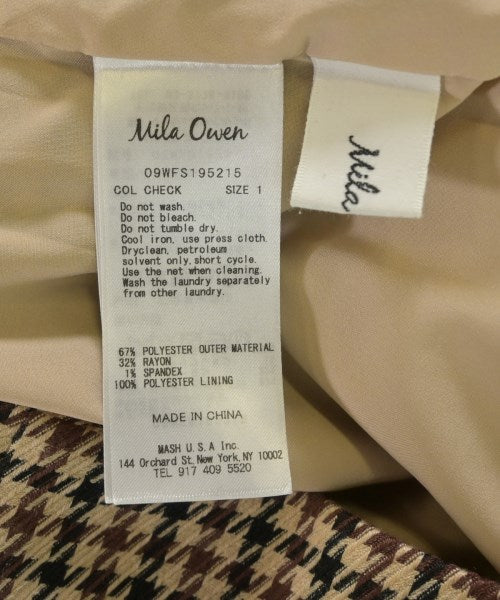 Mila Owen
09WFS195215
COL CHECK SIZE 1
Do not wash.
Do not bleach.
Do not tumble dry.
Cool iron, use press cloth.
Dryclean, petroleum
solvent only, short cycle.
Use the net when cleaning.
Wash the laundry separately
from other laundry.
67% POLYESTER OUTER MATERIAL
32% RAYON
1% SPANDEX
100% POLYESTER LINING
MADE IN CHINA
MASH U.S.A Inc.
144 Orchard St. New York, NY 10002
TEL 917 409 5520
Mila